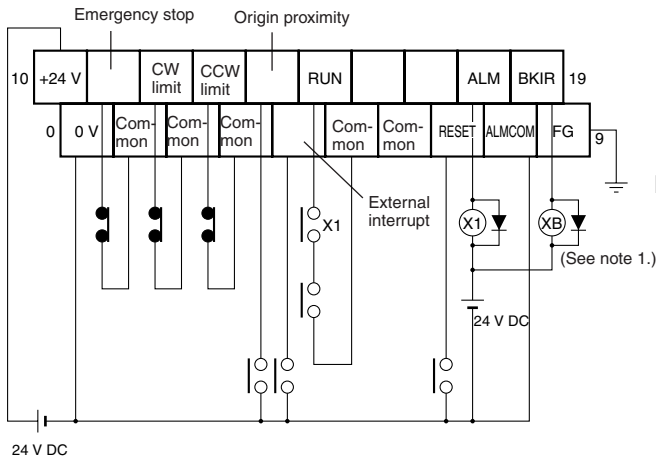 Emergency stop
Origin proximity
10
+24 V
CW
limit
CCW
limit
RUN
ALM
BKIR
19
0
0 V
Com-
mon
Com-
mon
Com-
mon
Com-
mon
Com-
mon
RESET
ALMCOM
FG
9
External
interrupt
X1
X1
XB
(See note 1.)
24 V DC
24 V DC